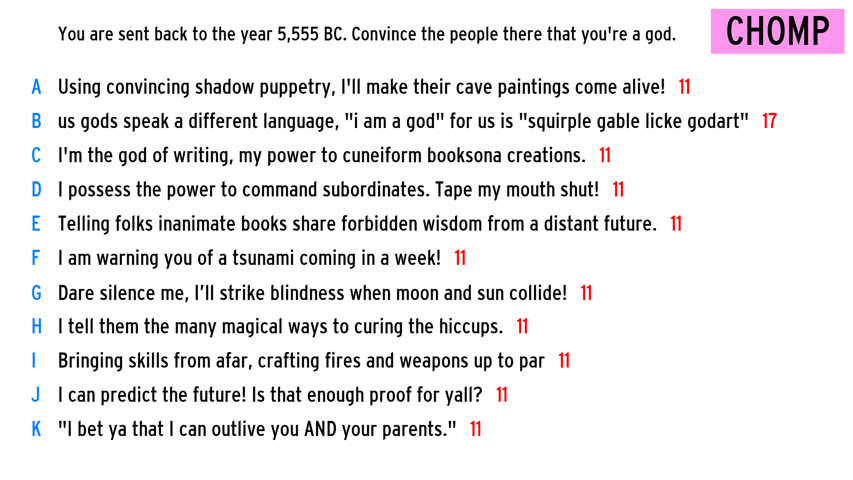 You are sent back to the year 5,555 BC. Convince the people there that you're a god.
CHOMP
A Using convincing shadow puppetry, I'll make their cave paintings come alive! 11
B us gods speak a different language, "i am a god" for us is "squirple gable licke godart" 17
C I'm the god of writing, my power to cuneiform booksona creations. 11
D I possess the power to command subordinates. Tape my mouth shut! 11
E Telling folks inanimate books share forbidden wisdom from a distant future. 11
F I am warning you of a tsunami coming in a week! 11
G Dare silence me, I’ll strike blindness when moon and sun collide! 11
H I tell them the many magical ways to curing the hiccups. 11
I Bringing skills from afar, crafting fires and weapons up to par 11
J I can predict the future! Is that enough proof for yall? 11
K "I bet ya that I can outlive you AND your parents." 11